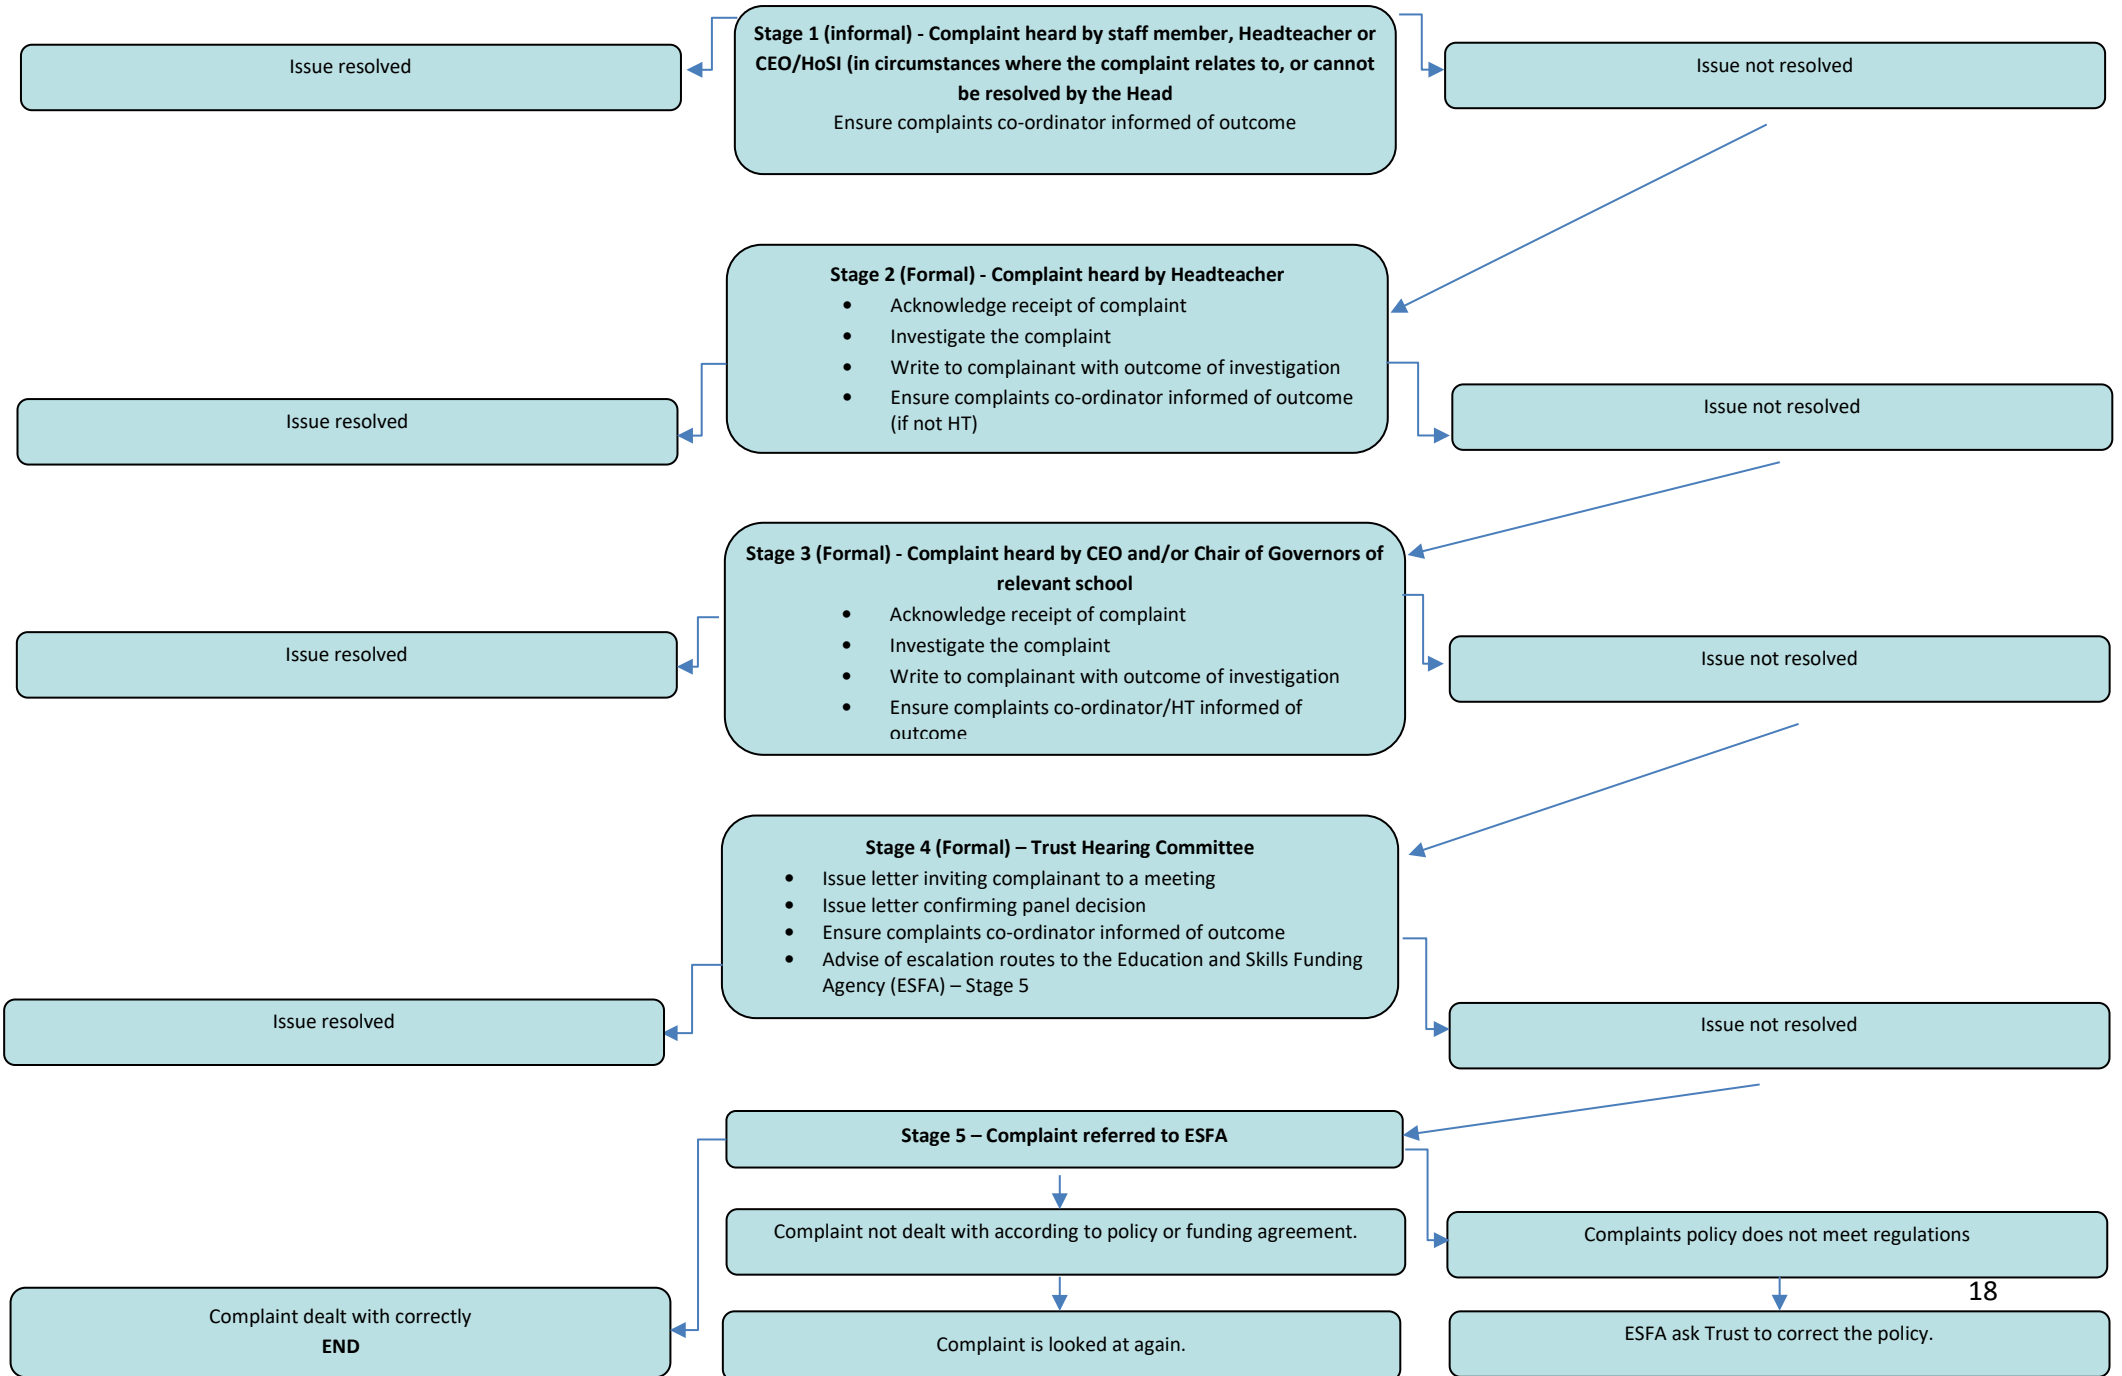 Stage 1 (informal) - Complaint heard by staff member, Headteacher or
CEO/HoSI (in circumstances where the complaint relates to, or cannot
be resolved by the Head
Ensure complaints co-ordinator informed of outcome
Issue resolved
Issue not resolved
Stage 2 (Formal) - Complaint heard by Headteacher
• Acknowledge receipt of complaint
• Investigate the complaint
• Write to complainant with outcome of investigation
• Ensure complaints co-ordinator informed of outcome
(if not HT)
Issue resolved
Issue not resolved
Stage 3 (Formal) - Complaint heard by CEO and/or Chair of Governors of
relevant school
• Acknowledge receipt of complaint
• Investigate the complaint
• Write to complainant with outcome of investigation
• Ensure complaints co-ordinator/HT informed of
outcome
Issue resolved
Issue not resolved
Stage 4 (Formal) – Trust Hearing Committee
• Issue letter inviting complainant to a meeting
• Issue letter confirming panel decision
• Ensure complaints co-ordinator informed of outcome
• Advise of escalation routes to the Education and Skills Funding
Agency (ESFA) – Stage 5
Issue resolved
Issue not resolved
Stage 5 – Complaint referred to ESFA
Complaint not dealt with according to policy or funding agreement.
Complaints policy does not meet regulations
Complaint dealt with correctly
END
Complaint is looked at again.
ESFA ask Trust to correct the policy.
18